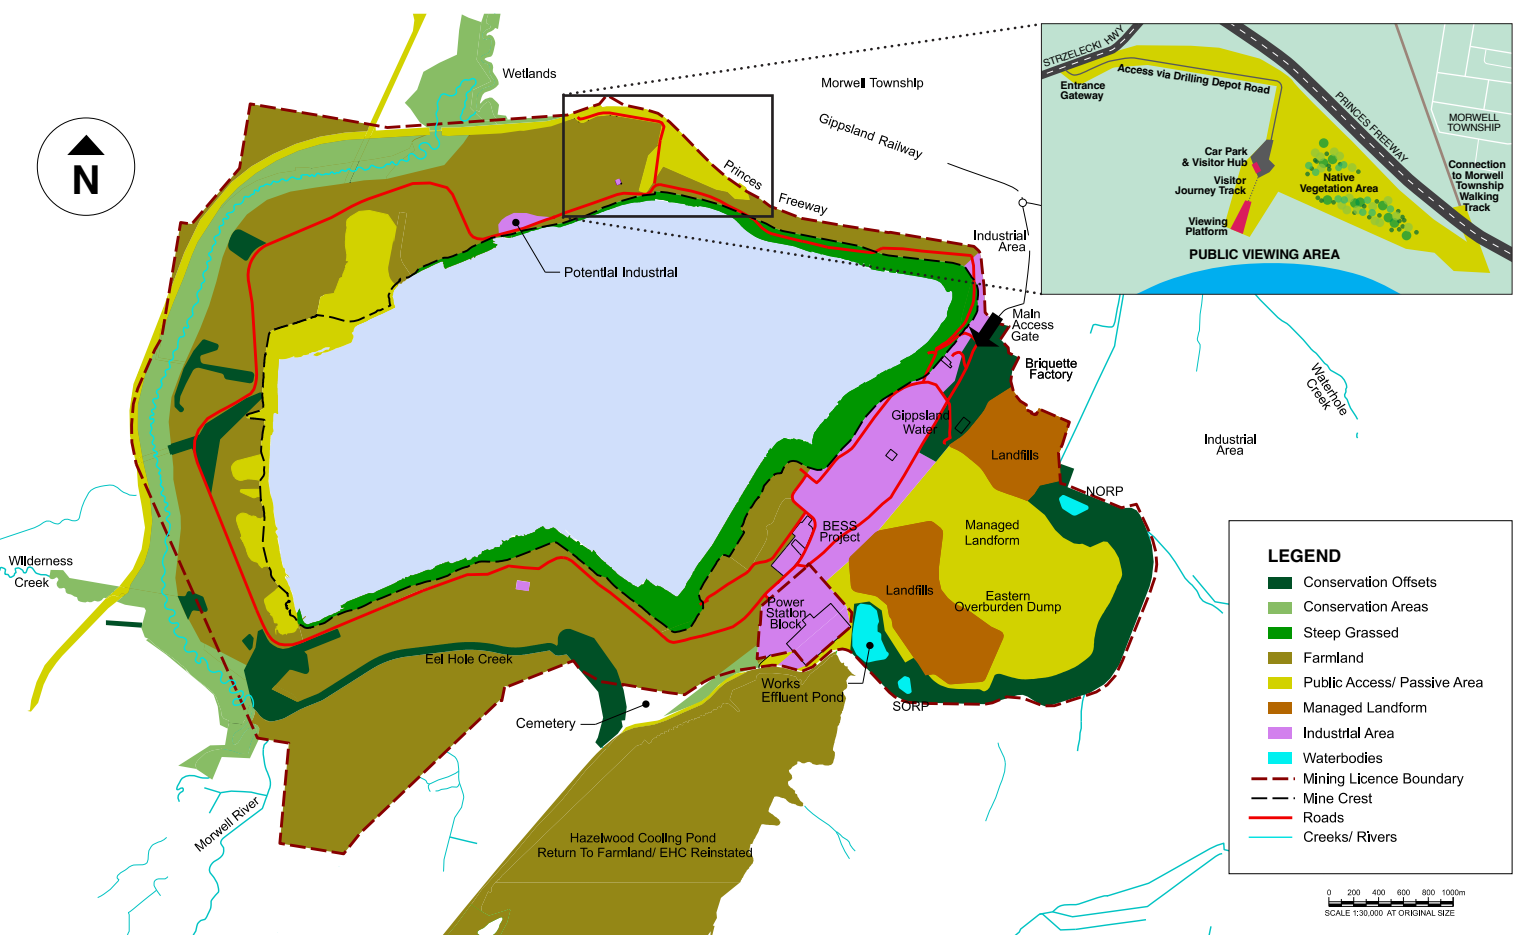 Wetlands
Morwell Township
Gippsland Railway
N
Princes
Freeway
Industrial
Area
Potential Industrial
Main
Access
Gate
Briquette
Factory
Waterhole
Creek
Industrial
Area
Gippsland
Water
Landfills
NORP
Managed
Landform
BESS
Project
Landfills
Eastern
Overburden Dump
Power
Station
Block
Wilderness
Creek
Eel Hole Creek
Works
Effluent Pond
SORP
Cemetery
Morwell River
Hazelwood Cooling Pond
Return To Farmland/ EHC Reinstated
STRZELECKI HWY
Access via Drilling Depot Road
Entrance
Gateway
PRINCES FREEWAY
MORWELL
TOWNSHIP
Car Park
& Visitor Hub
Visitor
Journey Track
Native
Vegetation Area
Connection
to Morwell
Township
Walking
Track
Viewing
Platform
PUBLIC VIEWING AREA
LEGEND
Conservation Offsets
Conservation Areas
Steep Grassed
Farmland
Public Access/ Passive Area
Managed Landform
Industrial Area
Waterbodies
Mining Licence Boundary
Mine Crest
Roads
Creeks/ Rivers
0 200 400 600 800 1000m
SCALE 1:30,000 AT ORIGINAL SIZE